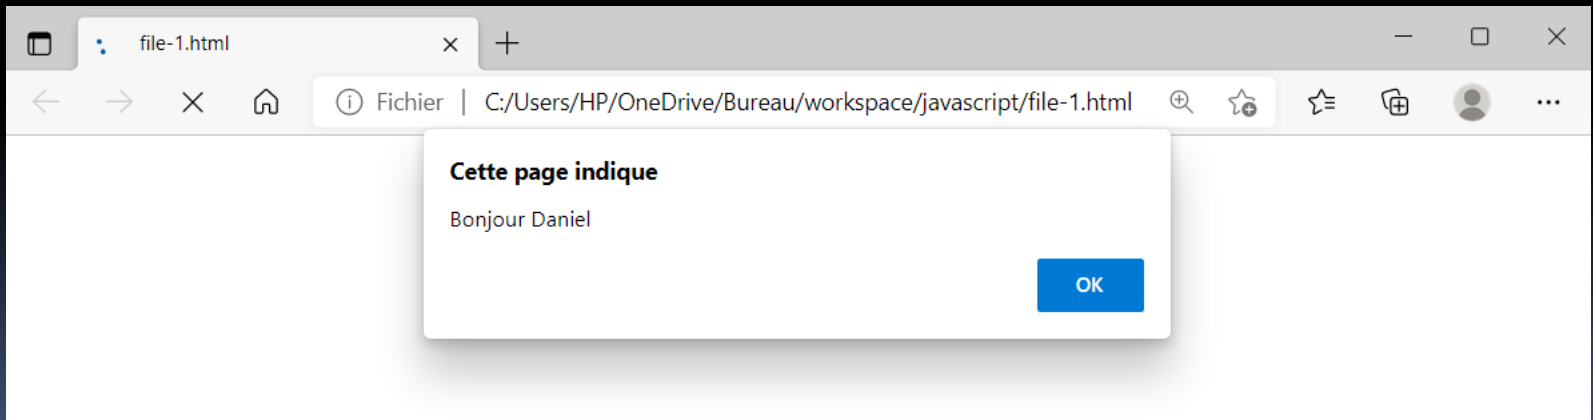 file-1.html
Fichier | C:/Users/HP/OneDrive/Bureau/workspace/javascript/file-1.html
Cette page indique
Bonjour Daniel
OK